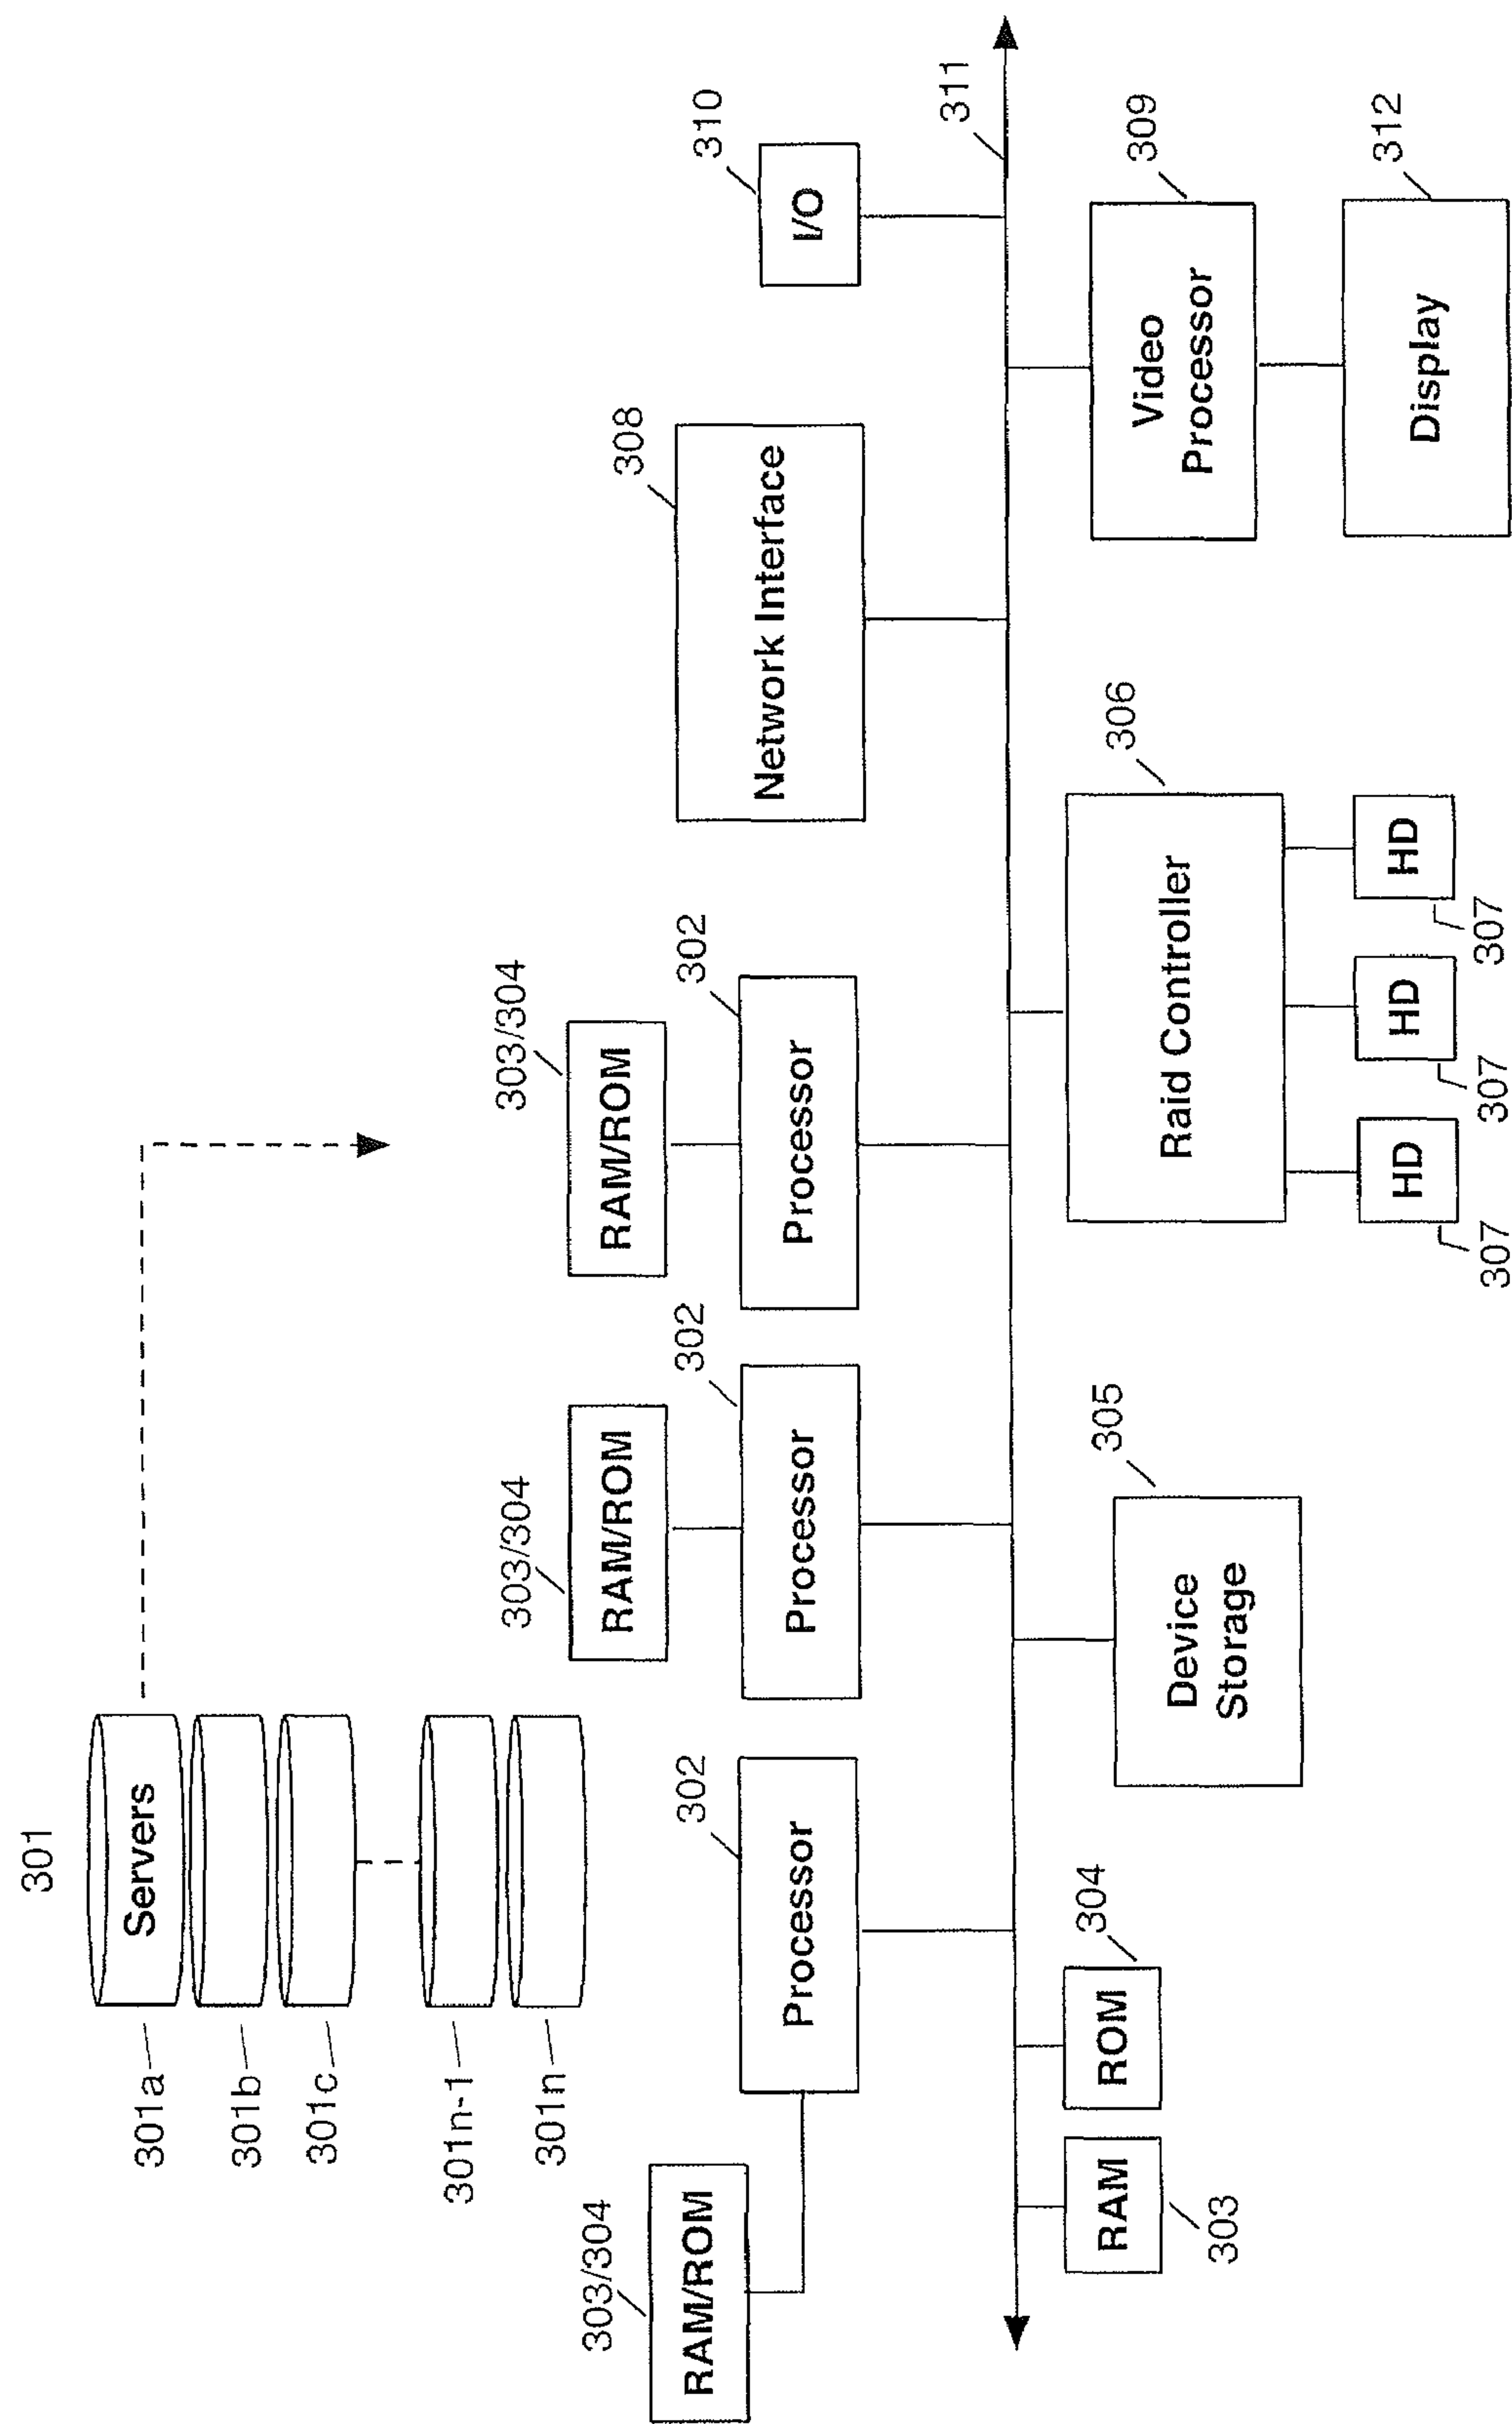 301
Servers
301a
301b
301c
301n-1
301n
303/304
RAM/ROM
302
Processor
303/304
RAM/ROM
302
Processor
303/304
RAM/ROM
302
Processor
308
Network Interface
310
I/O
311
RAM
303
ROM
304
Device
Storage
305
Raid Controller
306
HD
307
HD
307
HD
307
Video
Processor
309
Display
312